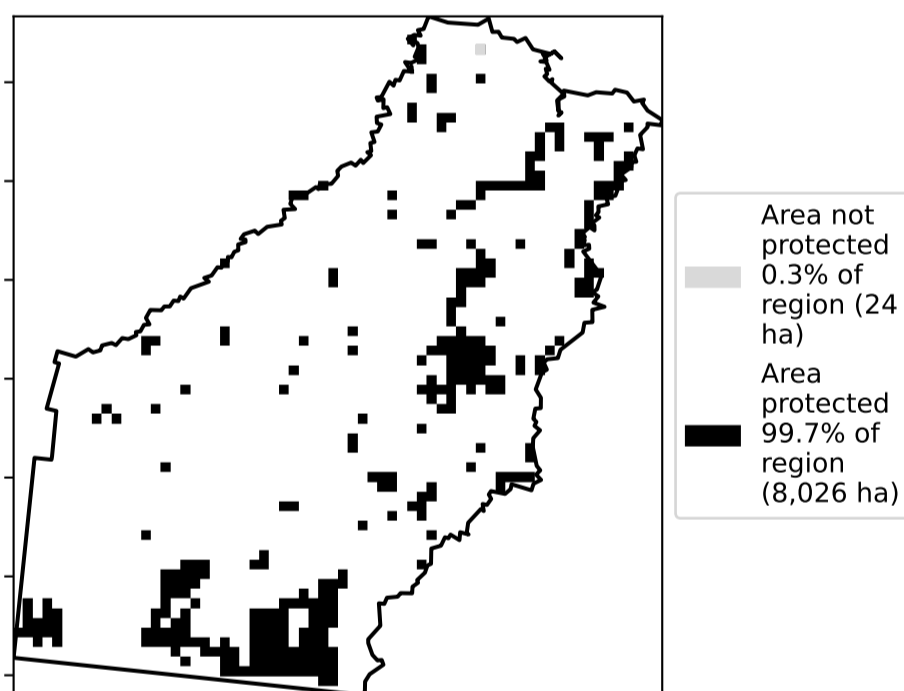 Area not
protected
0.3% of
region (24
ha)
Area
protected
99.7% of
region
(8,026 ha)